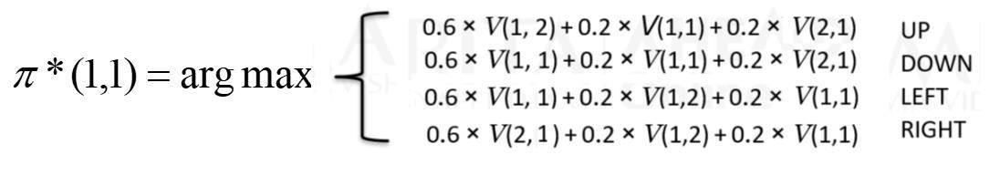 0.6 × V(1, 2) + 0.2 × V(1,1) + 0.2 × V(2,1) UP
0.6 × V(1, 1) + 0.2 × V(1,1) + 0.2 × V(2,1) DOWN
π * (1,1) = arg max
0.6 × V(1, 1) + 0.2 × V(1,2) + 0.2 × V(1,1) LEFT
0.6 × V(2, 1) + 0.2 × V(1,2) + 0.2 × V(1,1) RIGHT